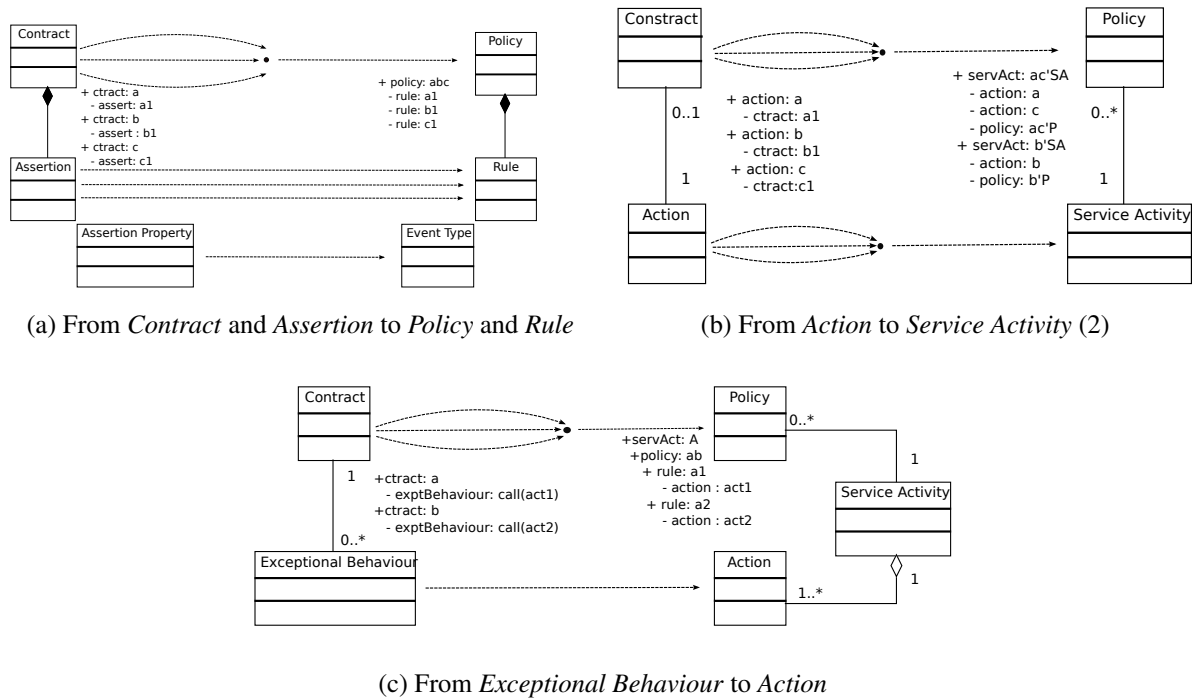 Contract
Policy
+ ctract: a
- assert: a1
+ ctract: b
- assert : b1
+ ctract: c
- assert: c1
+ policy: abc
- rule: a1
- rule: b1
- rule: c1
Assertion
Rule
Assertion Property
Event Type
(a) From Contract and Assertion to Policy and Rule
Constract
Policy
+ action: a
- ctract: a1
+ action: b
- ctract: b1
+ action: c
- ctract:c1
+ servAct: ac'SA
- action: a
- action: c
- policy: ac'P
+ servAct: b'SA
- action: b
- policy: b'P
0..1
0..*
1
1
Action
Service Activity
(b) From Action to Service Activity (2)
Contract
Policy
0..*
+servAct: A
+policy: ab
+ rule: a1
- action : act1
+ rule: a2
- action : act2
1
1
+ctract: a
- exptBehaviour: call(act1)
+ctract: b
- exptBehaviour: call(act2)
Service Activity
0..*
Exceptional Behaviour
Action
1
1..*
(c) From Exceptional Behaviour to Action